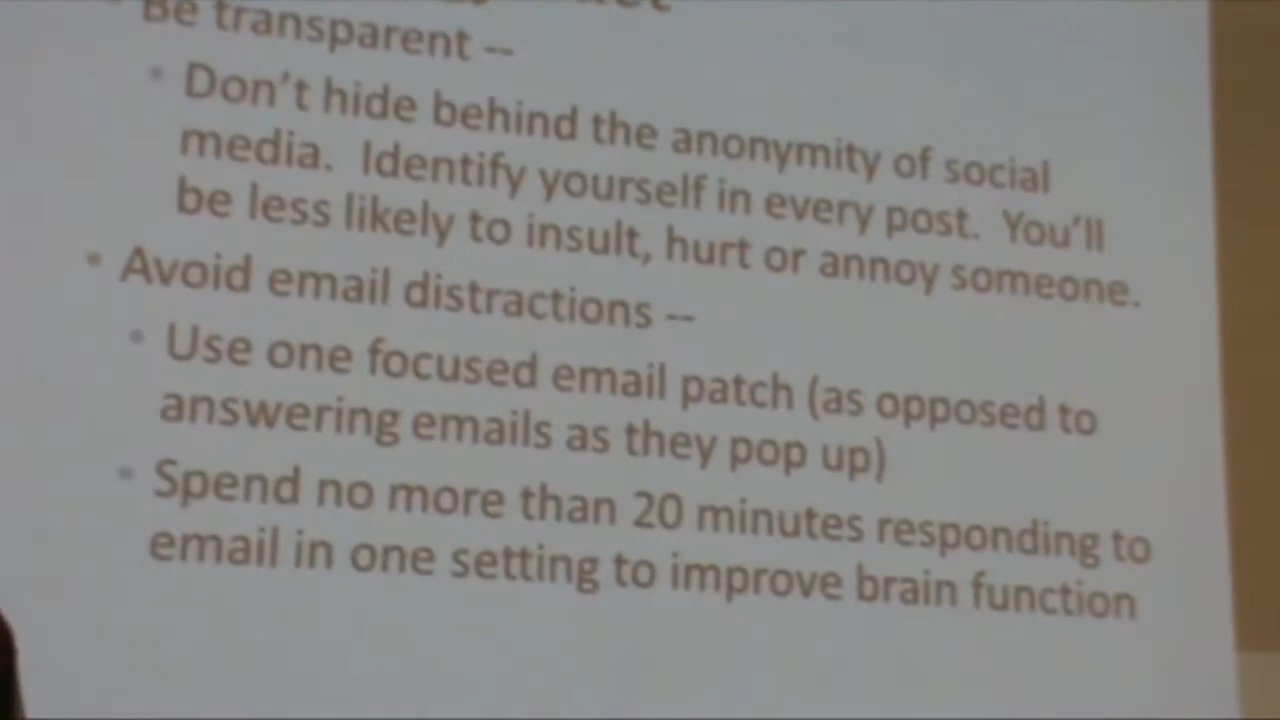 Be transparent --
Don't hide behind the anonymity of social
media. Identify yourself in every post. You'll
be less likely to insult, hurt or annoy someone.
Avoid email distractions --
Use one focused email patch (as opposed to
answering emails as they pop up)
Spend no more than 20 minutes responding to
email in one setting to improve brain function